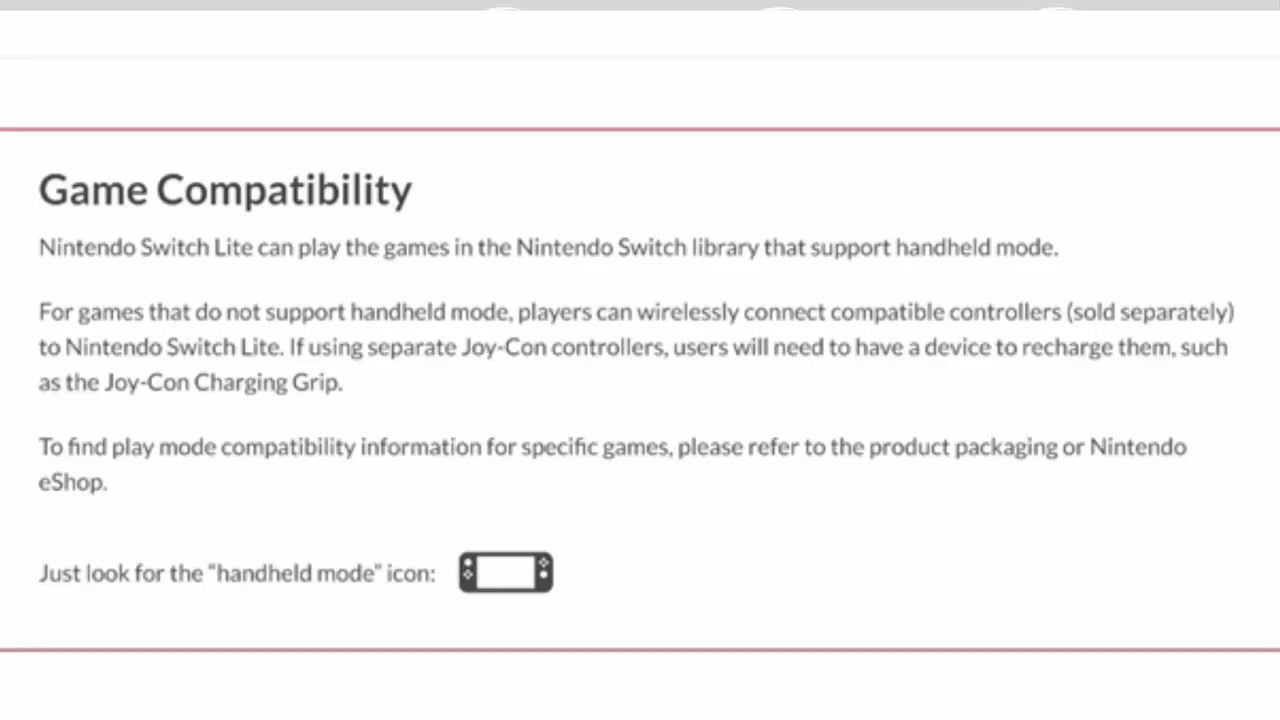 Game Compatibility
Nintendo Switch Lite can play the games in the Nintendo Switch library that support handheld mode.
For games that do not support handheld mode, players can wirelessly connect compatible controllers (sold separately)
to Nintendo Switch Lite. If using separate Joy-Con controllers, users will need to have a device to recharge them, such
as the Joy-Con Charging Grip.
To find play mode compatibility information for specific games, please refer to the product packaging or Nintendo
eShop.
Just look for the “handheld mode” icon: